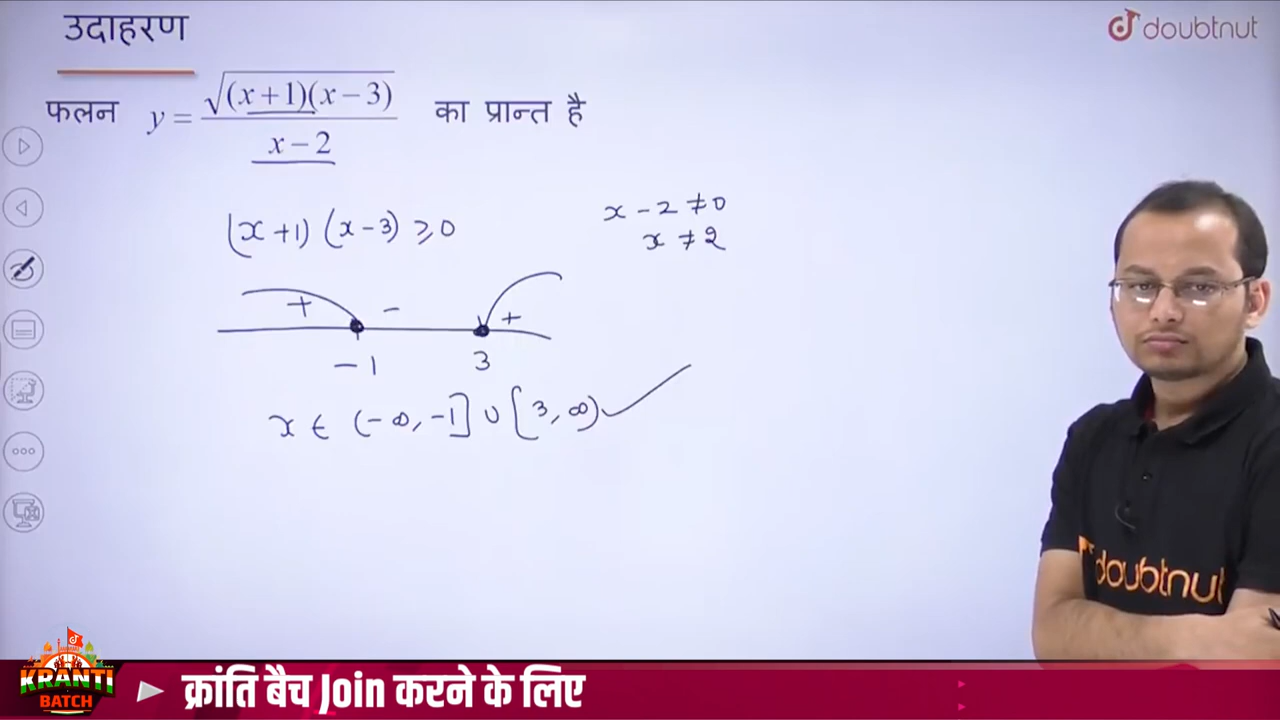 उदाहरण
doubtnut
फलन y = √(x+1)(x−3) / x−2 का प्रान्त है
(x+1) (x−3) ≥ 0
x − 2 ≠ 0
x ≠ 2
+ − +
−1 3
x ∈ (−∞, −1] ∪ [3, ∞)
doubtnut
KRANTI
BATCH
क्रांति बैच Join करने के लिए